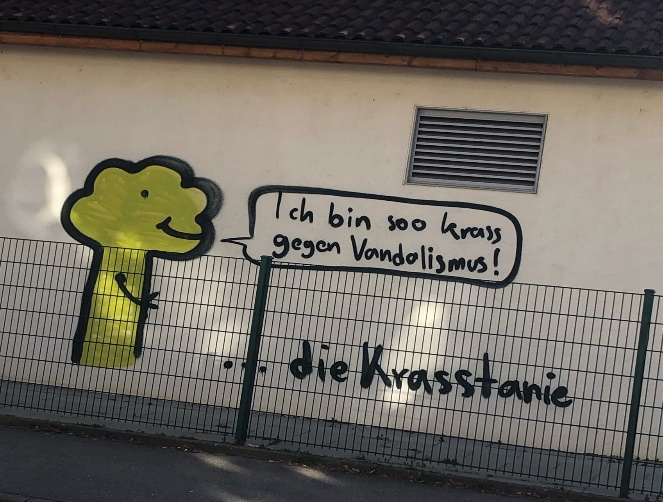 Ich bin soo krass
gegen Vandalismus!
... die Krasstanie